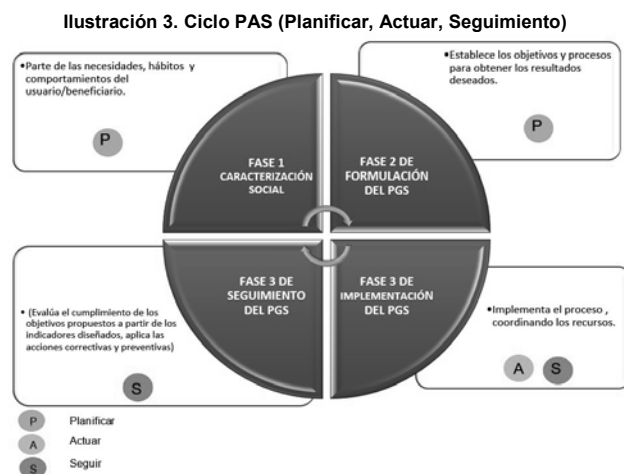 Ilustración 3. Ciclo PAS (Planificar, Actuar, Seguimiento)
•Parte de las necesidades, hábitos y
comportamientos del
usuario/beneficiario.
P
•Establece los objetivos y procesos
para obtener los resultados
deseados.
P
FASE 1
CARACTERIZACIÓN
SOCIAL
FASE 2 DE
FORMULACIÓN
DEL PGS
FASE 3 DE
SEGUIMIENTO
DEL PGS
FASE 3 DE
IMPLEMENTACIÓN
DEL PGS
• (Evalúa el cumplimiento de los
objetivos propuestos a partir de los
indicadores diseñados, aplica las
acciones correctivas y preventivas)
S
•Implementa el proceso ,
coordinando los recursos.
A S
P Planificar
A Actuar
S Seguir